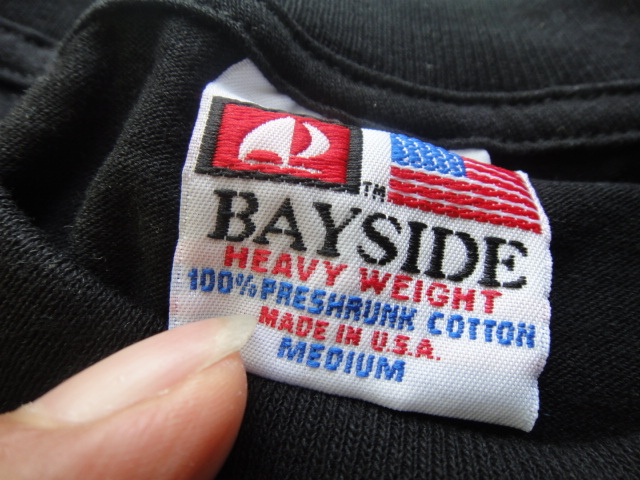 TM
BAYSIDE
HEAVY WEIGHT
100% PRESHRUNK COTTON
MADE IN U.S.A.
MEDIUM